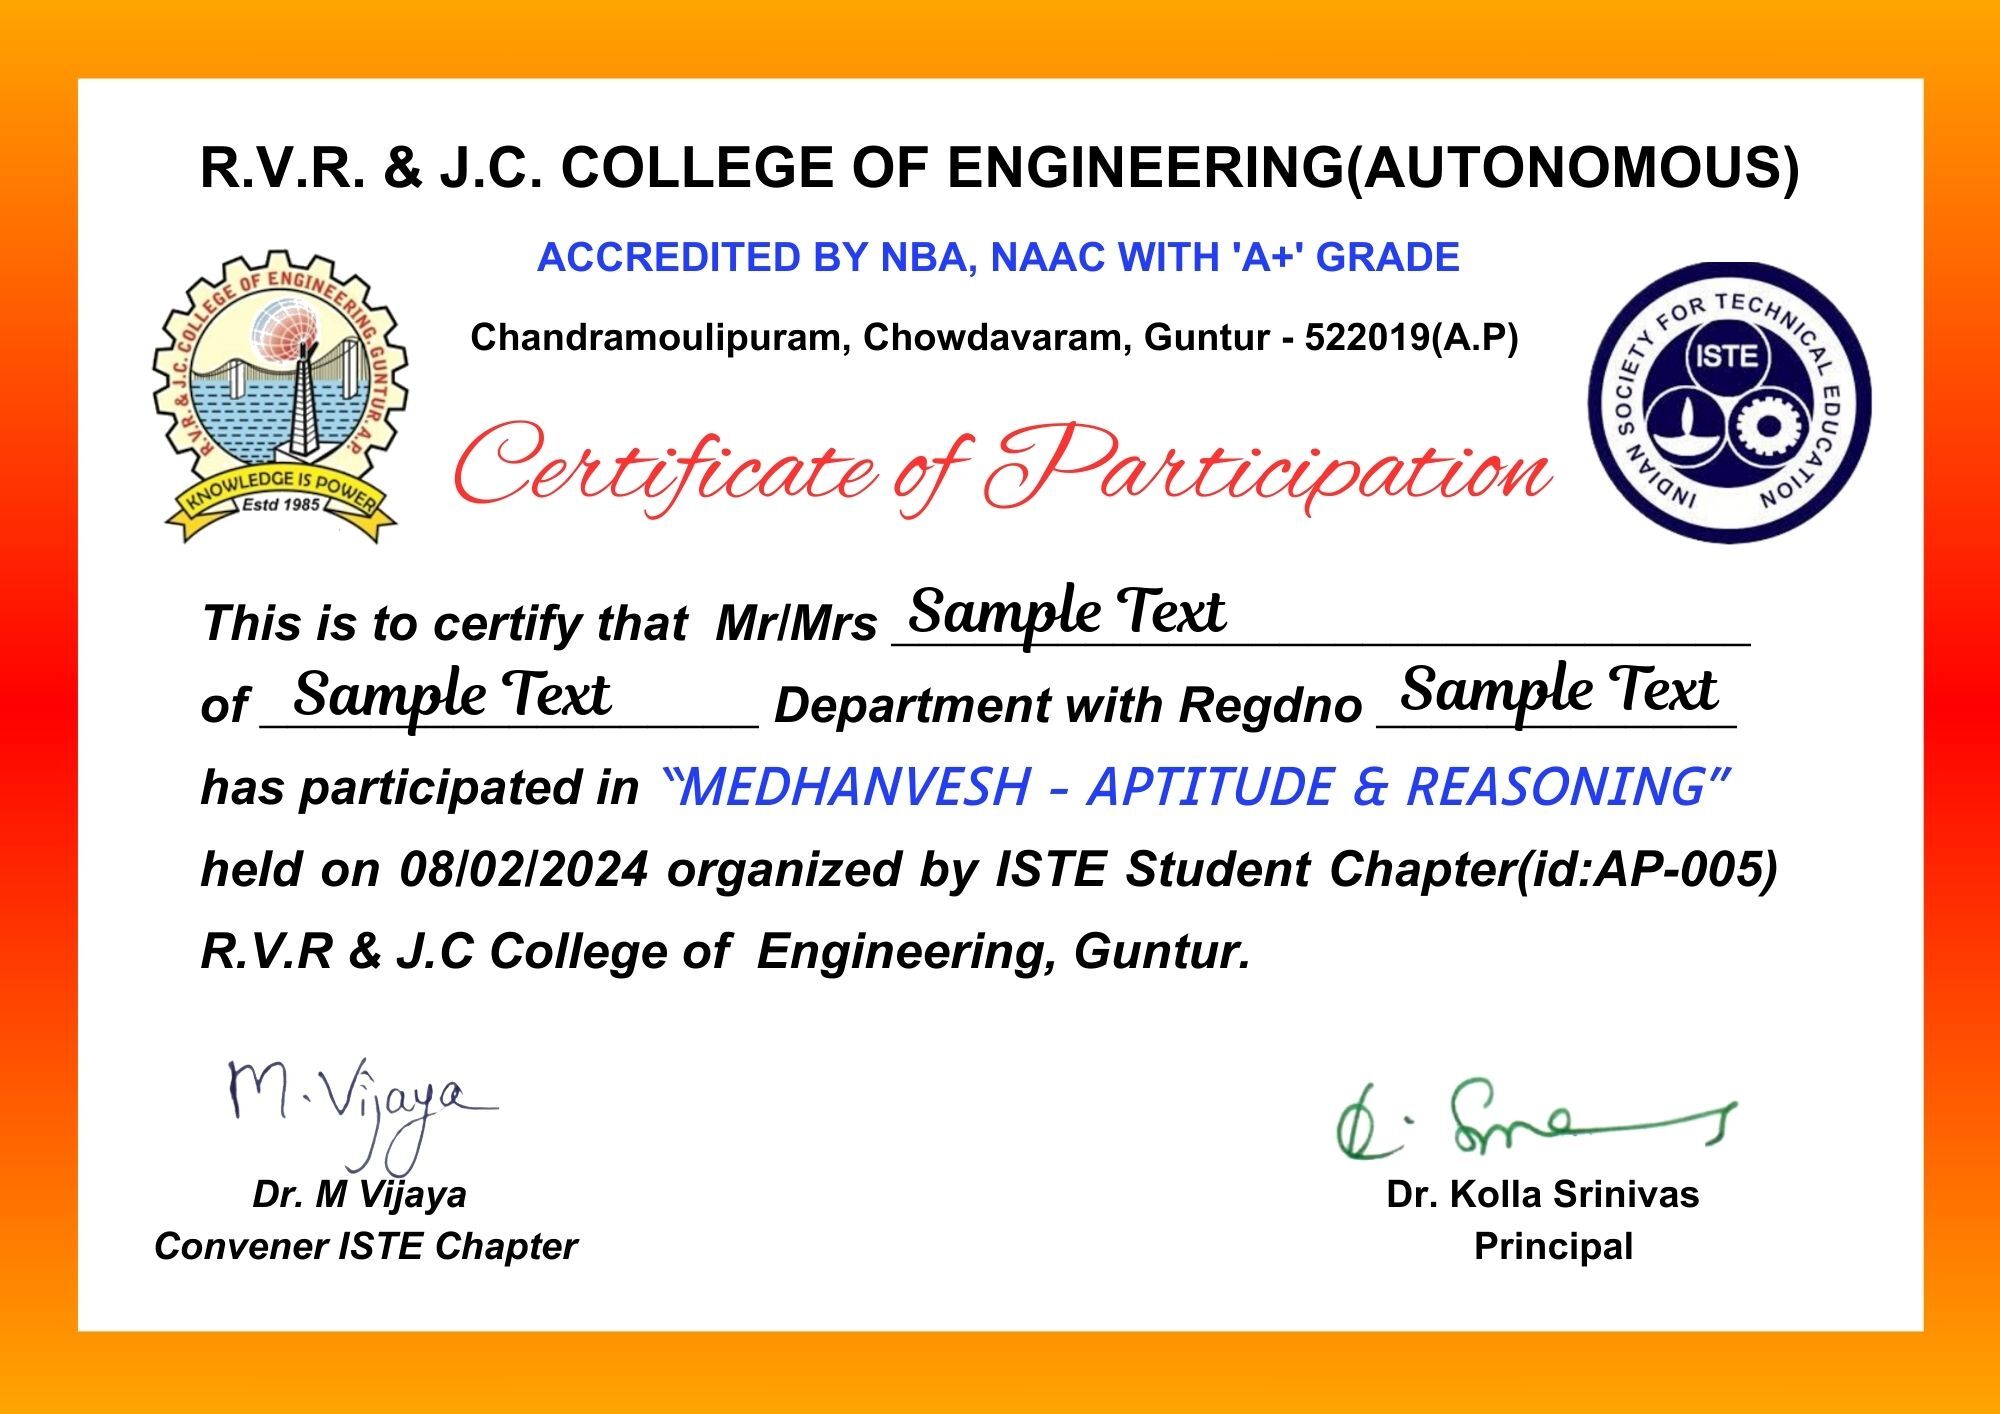 R.V.R. & J.C. COLLEGE OF ENGINEERING(AUTONOMOUS)
ACCREDITED BY NBA, NAAC WITH 'A+' GRADE
Chandramoulipuram, Chowdavaram, Guntur - 522019(A.P)
R.V.R. & J.C. COLLEGE OF ENGINEERING, GUNTUR. A.P.
KNOWLEDGE IS POWER
Estd 1985
INDIAN SOCIETY FOR TECHNICAL EDUCATION
ISTE
Certificate of Participation
This is to certify that Mr/Mrs Sample Text
of Sample Text Department with Regdno Sample Text
has participated in “MEDHANVESH - APTITUDE & REASONING”
held on 08/02/2024 organized by ISTE Student Chapter(id:AP-005)
R.V.R & J.C College of Engineering, Guntur.
M. Vijaya
Dr. M Vijaya
Convener ISTE Chapter
Dr. Kolla Srinivas
Principal